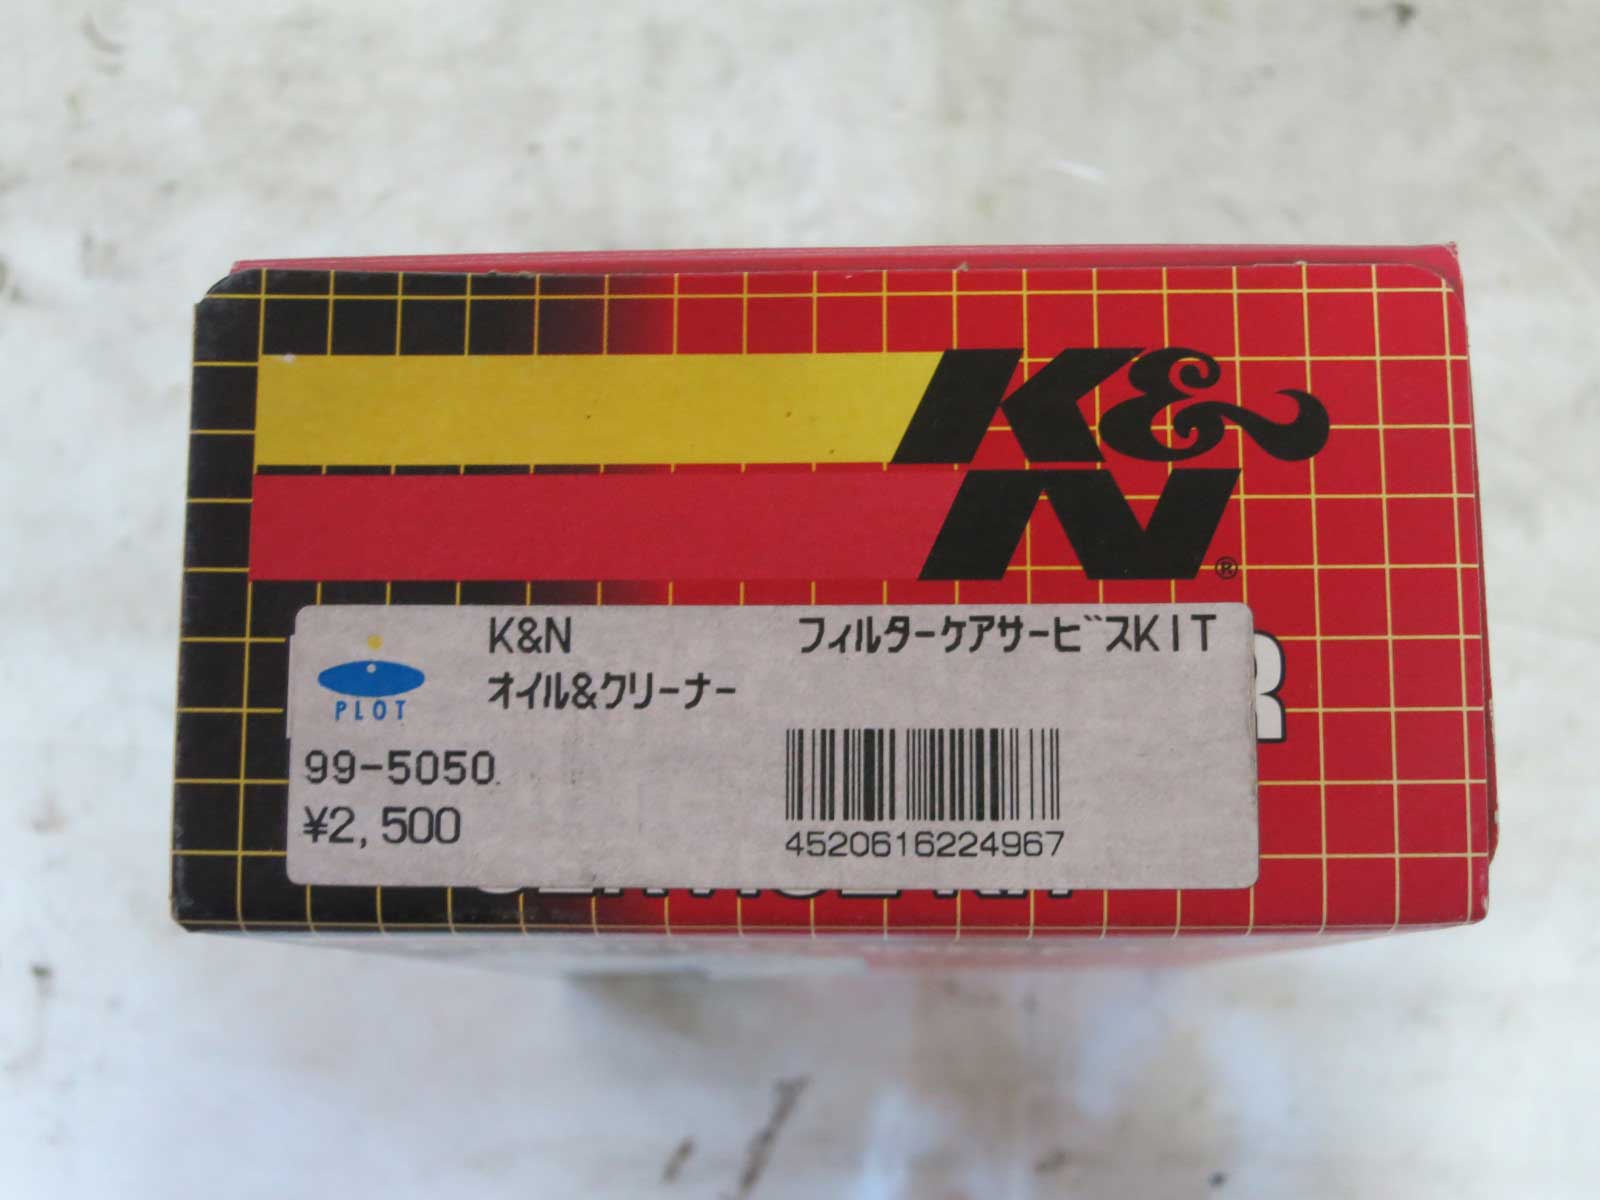 K&
N®
K&N フィルターケアサービスKIT
オイル&クリーナー
PLOT
99-5050
¥2,500
4520616224967